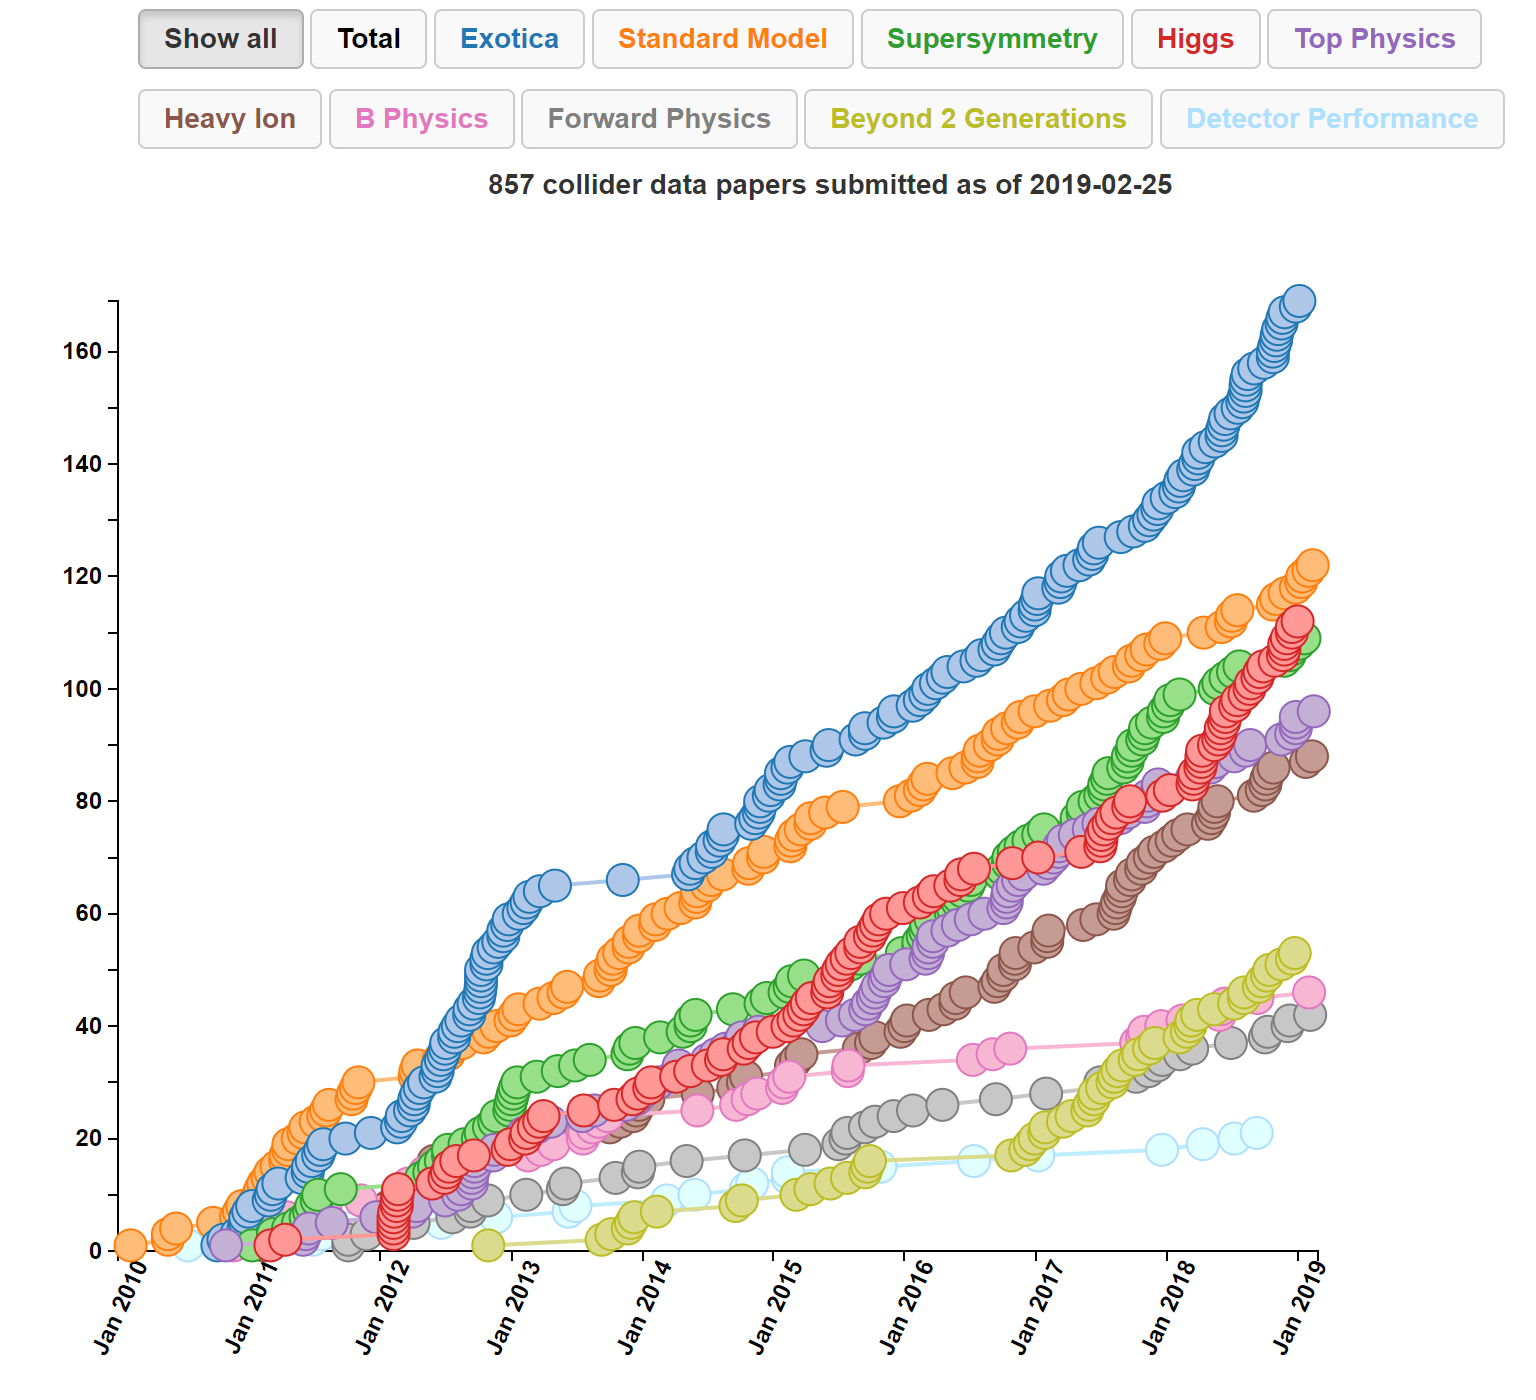 Show all Total Exotica Standard Model Supersymmetry Higgs Top Physics
Heavy Ion B Physics Forward Physics Beyond 2 Generations Detector Performance
857 collider data papers submitted as of 2019-02-25
160
140
120
100
80
60
40
20
0
Jan 2010 Jan 2011 Jan 2012 Jan 2013 Jan 2014 Jan 2015 Jan 2016 Jan 2017 Jan 2018 Jan 2019